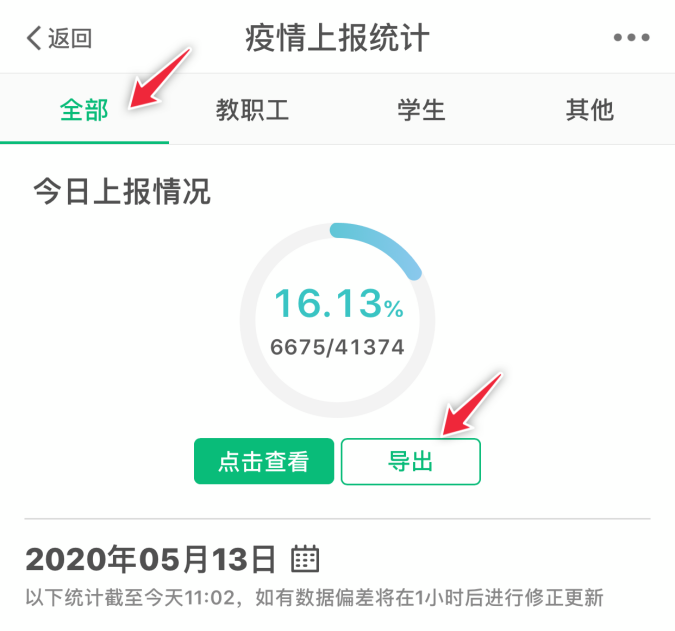 返回 疫情上报统计
全部 教职工 学生 其他
今日上报情况
16.13%
6675/41374
点击查看 导出
2020年05月13日
以下统计截至今天11:02，如有数据偏差将在1小时后进行修正更新